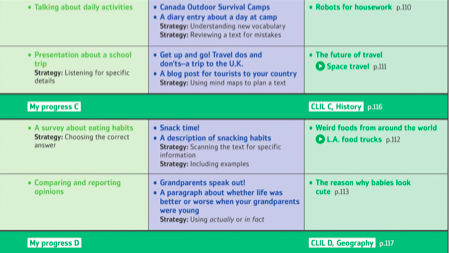 • Talking about daily activities
• Canada Outdoor Survival Camps
• A diary entry about a day at camp
Strategy: Understanding new vocabulary
Strategy: Reviewing a text for mistakes
• Robots for housework p.110
• Presentation about a school
trip
Strategy: Listening for specific
details
• Get up and go! Travel dos and
don'ts–a trip to the U.K.
• A blog post for tourists to your country
Strategy: Using mind maps to plan a text
• The future of travel
Space travel p.111
My progress C
CLIL C, History p.116
• A survey about eating habits
Strategy: Choosing the correct
answer
• Snack time!
• A description of snacking habits
Strategy: Scanning the text for specific
information
Strategy: Including examples
• Weird foods from around the world
L.A. food trucks p.112
• Comparing and reporting
opinions
• Grandparents speak out!
• A paragraph about whether life was
better or worse when your grandparents
were young
Strategy: Using actually or in fact
• The reason why babies look
cute p.113
My progress D
CLIL D, Geography p.117